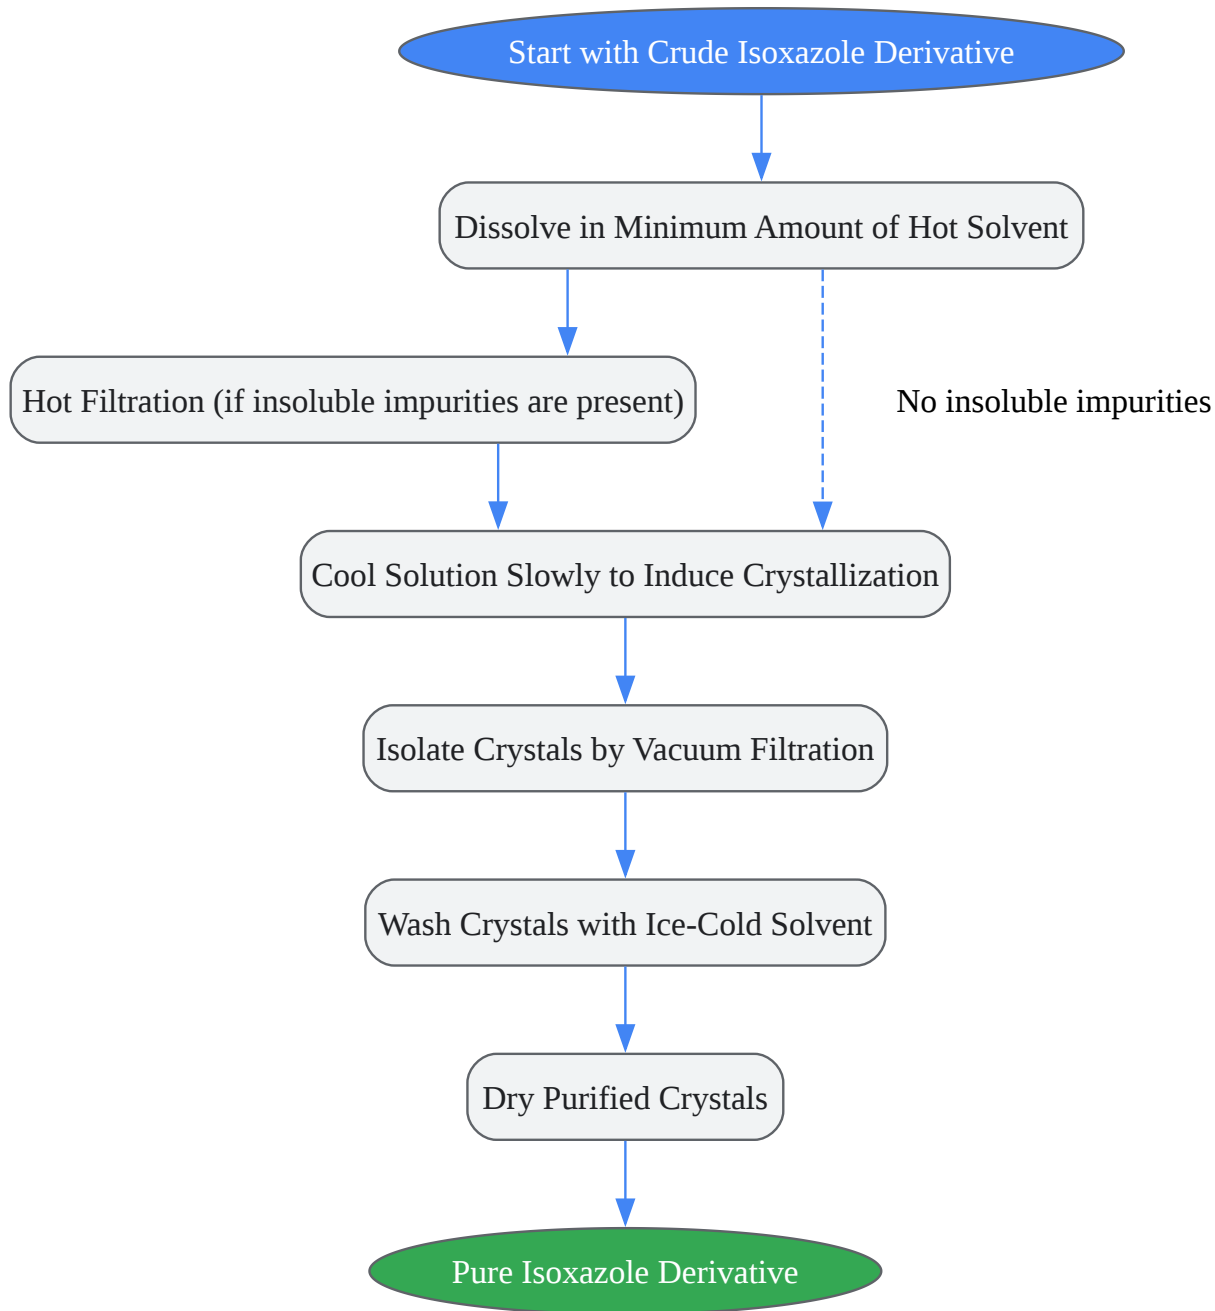 Start with Crude Isoxazole Derivative
Dissolve in Minimum Amount of Hot Solvent
Hot Filtration (if insoluble impurities are present)
No insoluble impurities
Cool Solution Slowly to Induce Crystallization
Isolate Crystals by Vacuum Filtration
Wash Crystals with Ice-Cold Solvent
Dry Purified Crystals
Pure Isoxazole Derivative